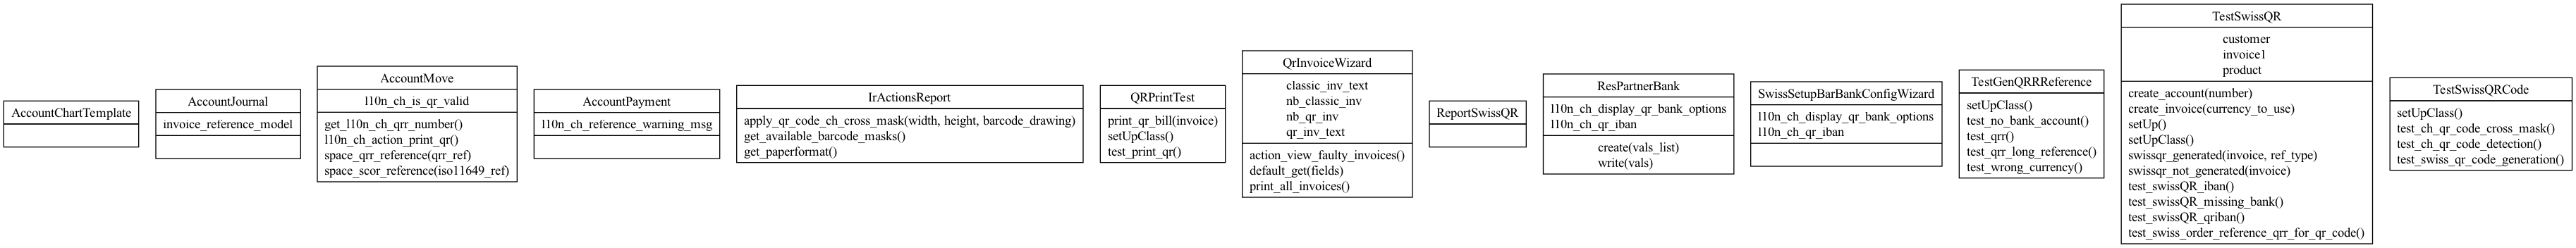 AccountChartTemplate
AccountJournal
invoice_reference_model
AccountMove
l10n_ch_is_qr_valid
get_l10n_ch_qrr_number()
l10n_ch_action_print_qr()
space_qrr_reference(qrr_ref)
space_scor_reference(iso11649_ref)
AccountPayment
l10n_ch_reference_warning_msg
IrActionsReport
apply_qr_code_ch_cross_mask(width, height, barcode_drawing)
get_available_barcode_masks()
get_paperformat()
QRPrintTest
print_qr_bill(invoice)
setUpClass()
test_print_qr()
QrInvoiceWizard
classic_inv_text
nb_classic_inv
nb_qr_inv
qr_inv_text
action_view_faulty_invoices()
default_get(fields)
print_all_invoices()
ReportSwissQR
ResPartnerBank
l10n_ch_display_qr_bank_options
l10n_ch_qr_iban
create(vals_list)
write(vals)
SwissSetupBarBankConfigWizard
l10n_ch_display_qr_bank_options
l10n_ch_qr_iban
TestGenQRRReference
setUpClass()
test_no_bank_account()
test_qrr()
test_qrr_long_reference()
test_wrong_currency()
TestSwissQR
customer
invoice1
product
create_account(number)
create_invoice(currency_to_use)
setUp()
setUpClass()
swissqr_generated(invoice, ref_type)
swissqr_not_generated(invoice)
test_swissQR_iban()
test_swissQR_missing_bank()
test_swissQR_qriban()
test_swiss_order_reference_qrr_for_qr_code()
TestSwissQRCode
setUpClass()
test_ch_qr_code_cross_mask()
test_ch_qr_code_detection()
test_swiss_qr_code_generation()